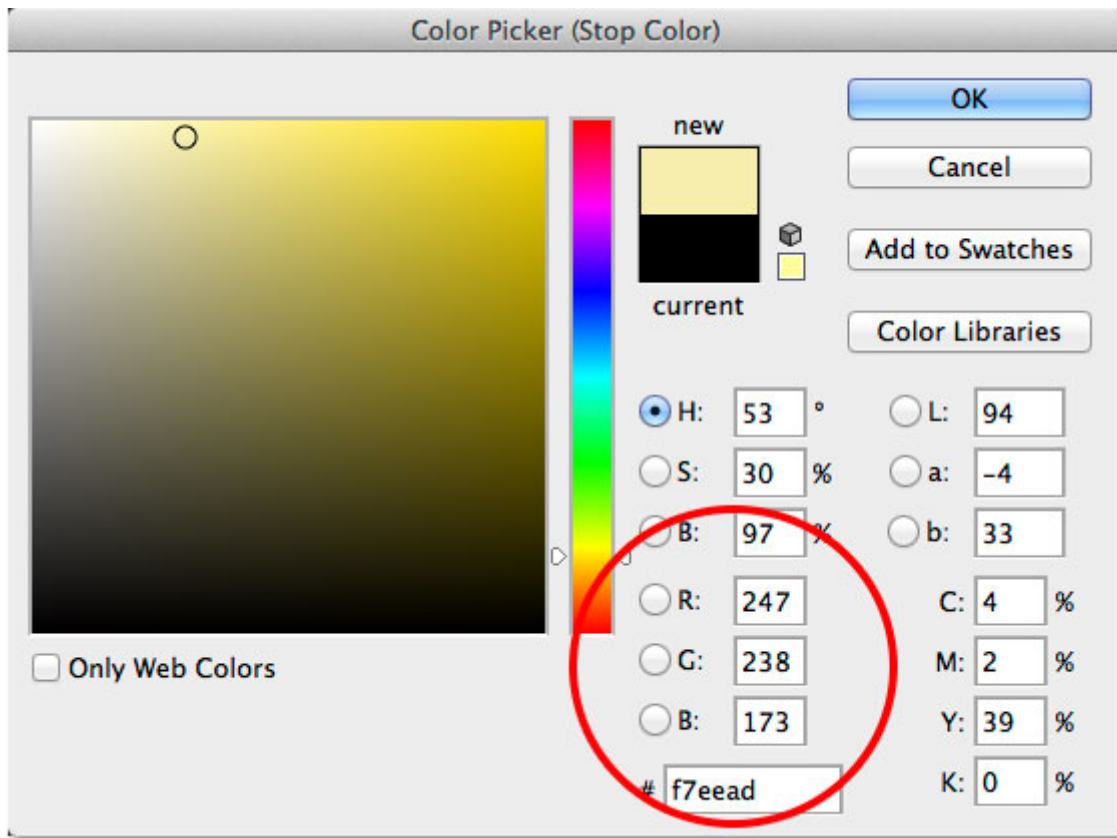 Color Picker (Stop Color)
new
current
OK
Cancel
Add to Swatches
Color Libraries
H: 53 °
S: 30 %
B: 97 %
R: 247
G: 238
B: 173
# f7eead
L: 94
a: -4
b: 33
C: 4 %
M: 2 %
Y: 39 %
K: 0 %
Only Web Colors